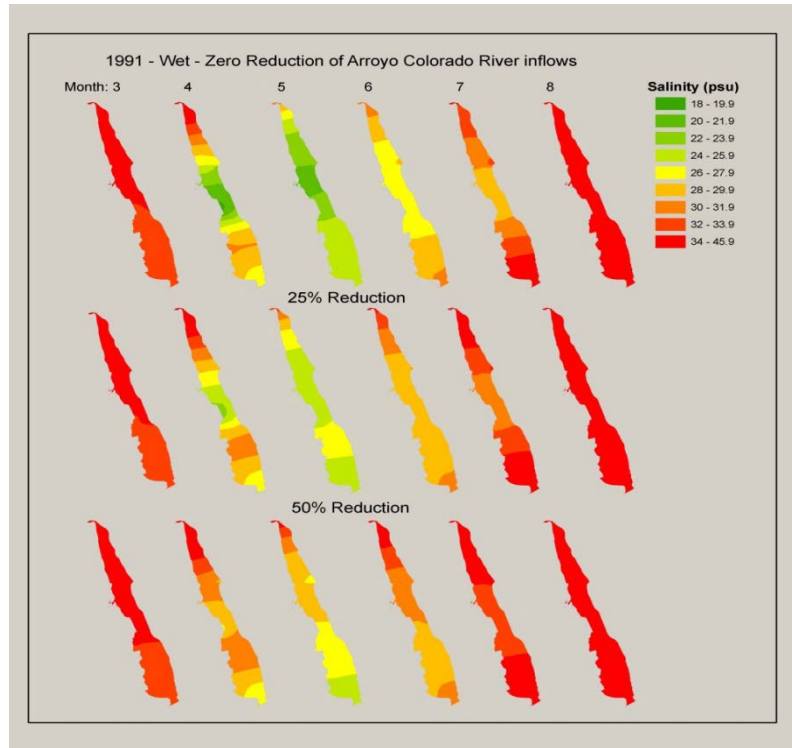 1991 - Wet - Zero Reduction of Arroyo Colorado River inflows
Month: 3 4 5 6 7 8
Salinity (psu)
18 - 19.9
20 - 21.9
22 - 23.9
24 - 25.9
26 - 27.9
28 - 29.9
30 - 31.9
32 - 33.9
34 - 45.9
25% Reduction
50% Reduction